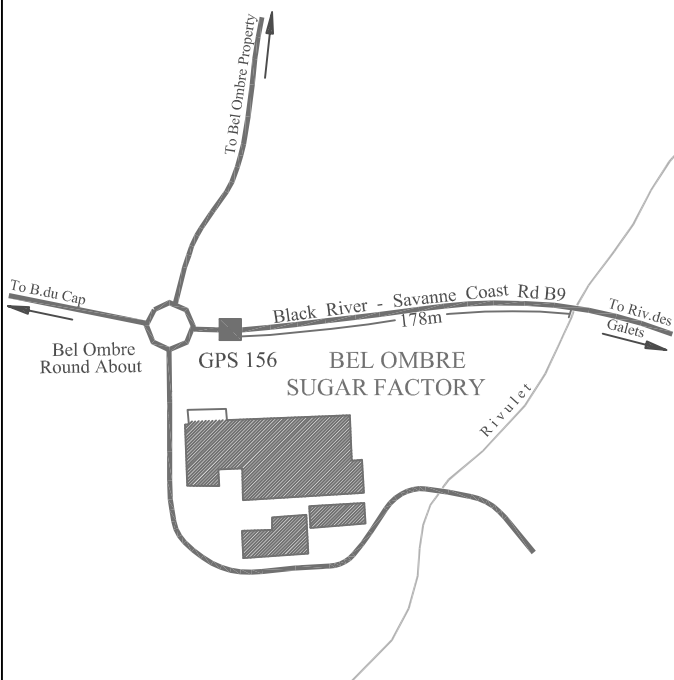 To Bel Ombre Property
To B.du Cap
Black River - Savanne Coast Rd B9
To Riv.des
Galets
178m
Bel Ombre
Round About
GPS 156
BEL OMBRE
SUGAR FACTORY
Rivulet